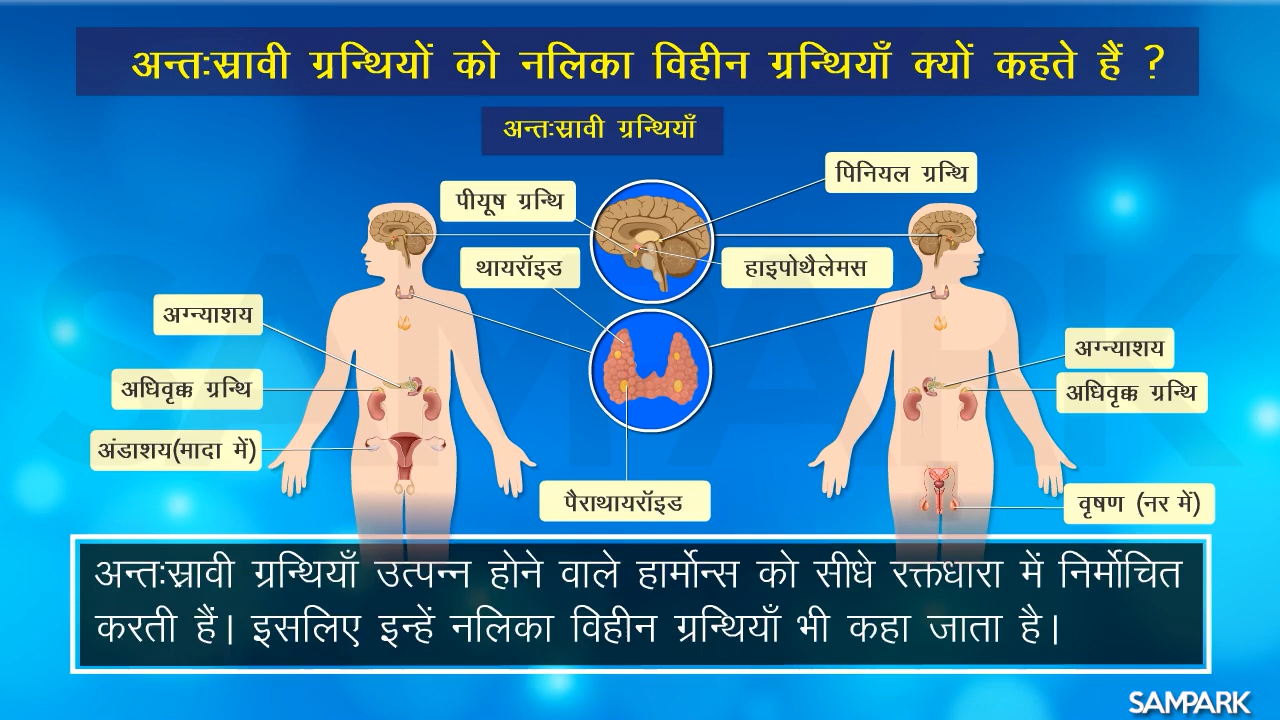 अन्तःस्रावी ग्रन्थियों को नलिका विहीन ग्रन्थियाँ क्यों कहते हैं ?
अन्तःस्रावी ग्रन्थियाँ
पिनियल ग्रन्थि
पीयूष ग्रन्थि
थायरॉइड
हाइपोथैलेमस
अग्न्याशय
अग्न्याशय
अधिवृक्क ग्रन्थि
अधिवृक्क ग्रन्थि
अंडाशय(मादा में)
पैराथायरॉइड
वृषण (नर में)
अन्तःस्रावी ग्रन्थियाँ उत्पन्न होने वाले हार्मोन्स को सीधे रक्तधारा में निर्मोचित
करती हैं। इसलिए इन्हें नलिका विहीन ग्रन्थियाँ भी कहा जाता है।
SAMPARK
SAMPARK